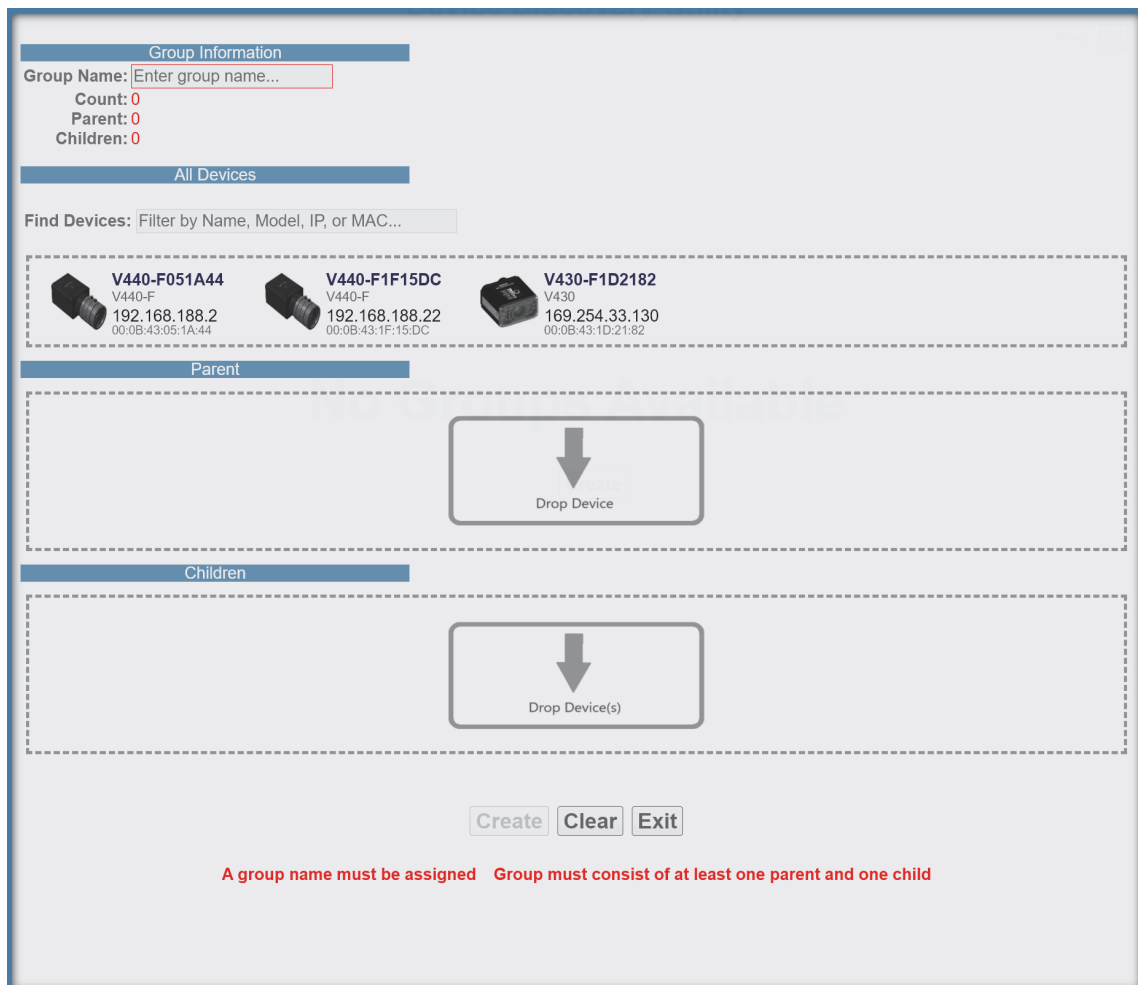 Group Information
Group Name: Enter group name...
Count: 0
Parent: 0
Children: 0
All Devices
Find Devices: Filter by Name, Model, IP, or MAC...
V440-F051A44
V440-F
192.168.188.2
00:0B:43:05:1A:44
V440-F1F15DC
V440-F
192.168.188.22
00:0B:43:1F:15:DC
V430-F1D2182
V430
169.254.33.130
00:0B:43:1D:21:82
Parent
No Groups Available
Create
Drop Device
Children
Drop Device(s)
Create Clear Exit
A group name must be assigned Group must consist of at least one parent and one child